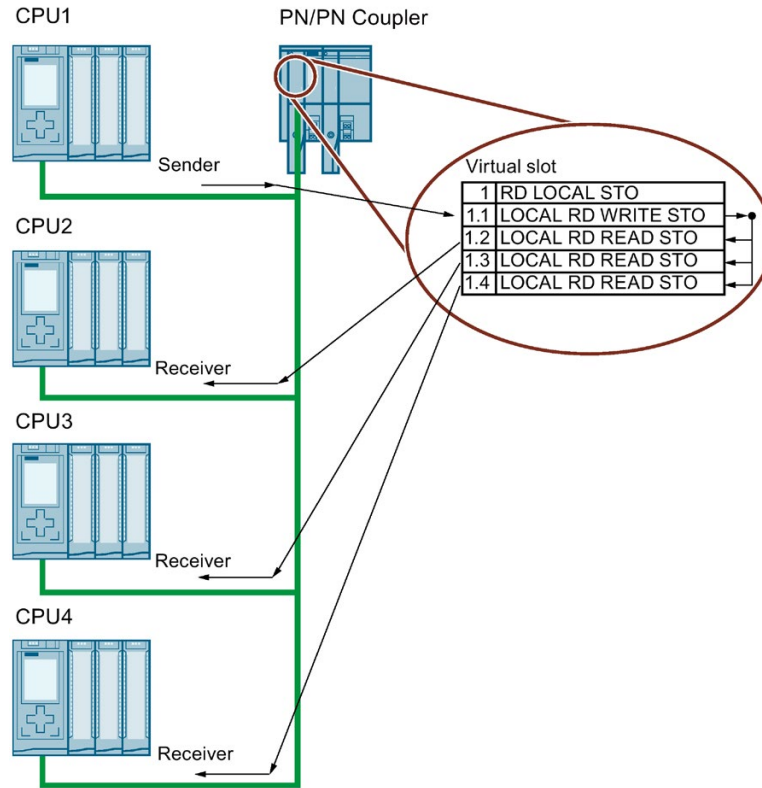 CPU1
PN/PN Coupler
Sender
Virtual slot
1 RD LOCAL STO
1.1 LOCAL RD WRITE STO
1.2 LOCAL RD READ STO
1.3 LOCAL RD READ STO
1.4 LOCAL RD READ STO
CPU2
Receiver
CPU3
Receiver
CPU4
Receiver